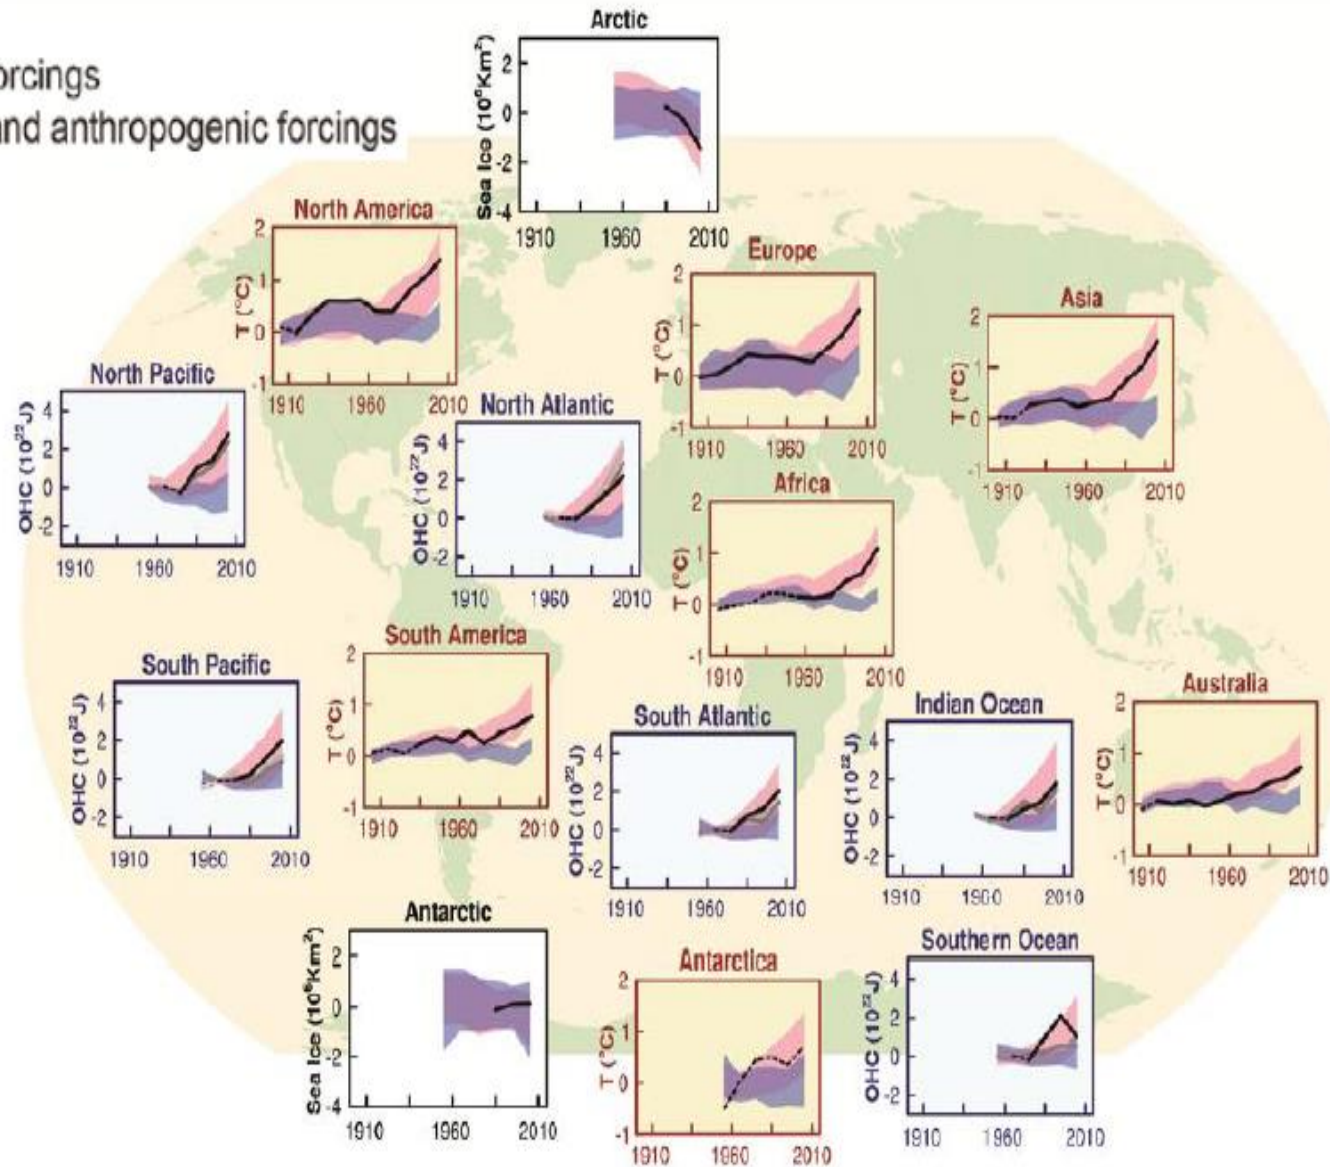 orcings
and anthropogenic forcings
Arctic
Sea Ice (10⁶Km²)
2
0
-2
-4
1910 1960 2010
North America
T (°C)
2
1
0
-1
1910 1960 2010
Europe
T (°C)
2
1
0
-1
1910 1960 2010
Asia
T (°C)
2
1
0
-1
1910 1960 2010
North Pacific
OHC (10²²J)
4
2
0
-2
1910 1960 2010
North Atlantic
OHC (10²²J)
4
2
0
-2
1910 1960 2010
Africa
T (°C)
2
1
0
-1
1910 1960 2010
South Pacific
OHC (10²²J)
4
2
0
-2
1910 1960 2010
South America
T (°C)
2
1
0
-1
1910 1960 2010
South Atlantic
OHC (10²²J)
4
2
0
-2
1910 1960 2010
Indian Ocean
OHC (10²²J)
4
2
0
-2
1910 1960 2010
Australia
T (°C)
2
1
0
-1
1910 1960 2010
Antarctic
Sea Ice (10⁶Km²)
2
0
-2
-4
1910 1960 2010
Antarctica
T (°C)
2
1
0
-1
1910 1960 2010
Southern Ocean
OHC (10²²J)
4
2
0
-2
1910 1960 2010